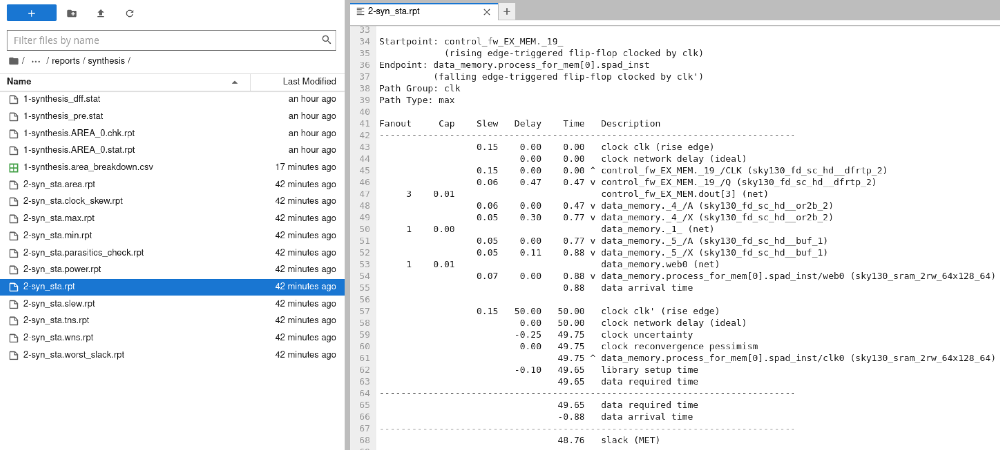 +
Filter files by name
/ ... / reports / synthesis /
Name Last Modified
1-synthesis_dff.stat an hour ago
1-synthesis_pre.stat an hour ago
1-synthesis.AREA_0.chk.rpt an hour ago
1-synthesis.AREA_0.stat.rpt an hour ago
1-synthesis.area_breakdown.csv 17 minutes ago
2-syn_sta.area.rpt 42 minutes ago
2-syn_sta.clock_skew.rpt 42 minutes ago
2-syn_sta.max.rpt 42 minutes ago
2-syn_sta.min.rpt 42 minutes ago
2-syn_sta.parasitics_check.rpt 42 minutes ago
2-syn_sta.power.rpt 42 minutes ago
2-syn_sta.rpt 42 minutes ago
2-syn_sta.slew.rpt 42 minutes ago
2-syn_sta.tns.rpt 42 minutes ago
2-syn_sta.wns.rpt 42 minutes ago
2-syn_sta.worst_slack.rpt 42 minutes ago
2-syn_sta.rpt × +
33
34 Startpoint: control_fw_EX_MEM._19_
35 (rising edge-triggered flip-flop clocked by clk)
36 Endpoint: data_memory.process_for_mem[0].spad_inst
37 (falling edge-triggered flip-flop clocked by clk')
38 Path Group: clk
39 Path Type: max
40
41 Fanout Cap Slew Delay Time Description
42 -----------------------------------------------------------------------------
43 0.15 0.00 0.00 clock clk (rise edge)
44 0.00 0.00 clock network delay (ideal)
45 0.15 0.00 0.00 ^ control_fw_EX_MEM._19_/CLK (sky130_fd_sc_hd__dfrtp_2)
46 0.06 0.47 0.47 v control_fw_EX_MEM._19_/Q (sky130_fd_sc_hd__dfrtp_2)
47 3 0.01 control_fw_EX_MEM.dout[3] (net)
48 0.06 0.00 0.47 v data_memory._4_/A (sky130_fd_sc_hd__or2b_2)
49 0.05 0.30 0.77 v data_memory._4_/X (sky130_fd_sc_hd__or2b_2)
50 1 0.00 data_memory._1_ (net)
51 0.05 0.00 0.77 v data_memory._5_/A (sky130_fd_sc_hd__buf_1)
52 0.05 0.11 0.88 v data_memory._5_/X (sky130_fd_sc_hd__buf_1)
53 1 0.01 data_memory.web0 (net)
54 0.07 0.00 0.88 v data_memory.process_for_mem[0].spad_inst/web0 (sky130_sram_2rw_64x128_64)
55 0.88 data arrival time
56
57 0.15 50.00 50.00 clock clk' (rise edge)
58 0.00 50.00 clock network delay (ideal)
59 -0.25 49.75 clock uncertainty
60 0.00 49.75 clock reconvergence pessimism
61 49.75 ^ data_memory.process_for_mem[0].spad_inst/clk0 (sky130_sram_2rw_64x128_64)
62 -0.10 49.65 library setup time
63 49.65 data required time
64 -----------------------------------------------------------------------------
65 49.65 data required time
66 -0.88 data arrival time
67 -----------------------------------------------------------------------------
68 48.76 slack (MET)